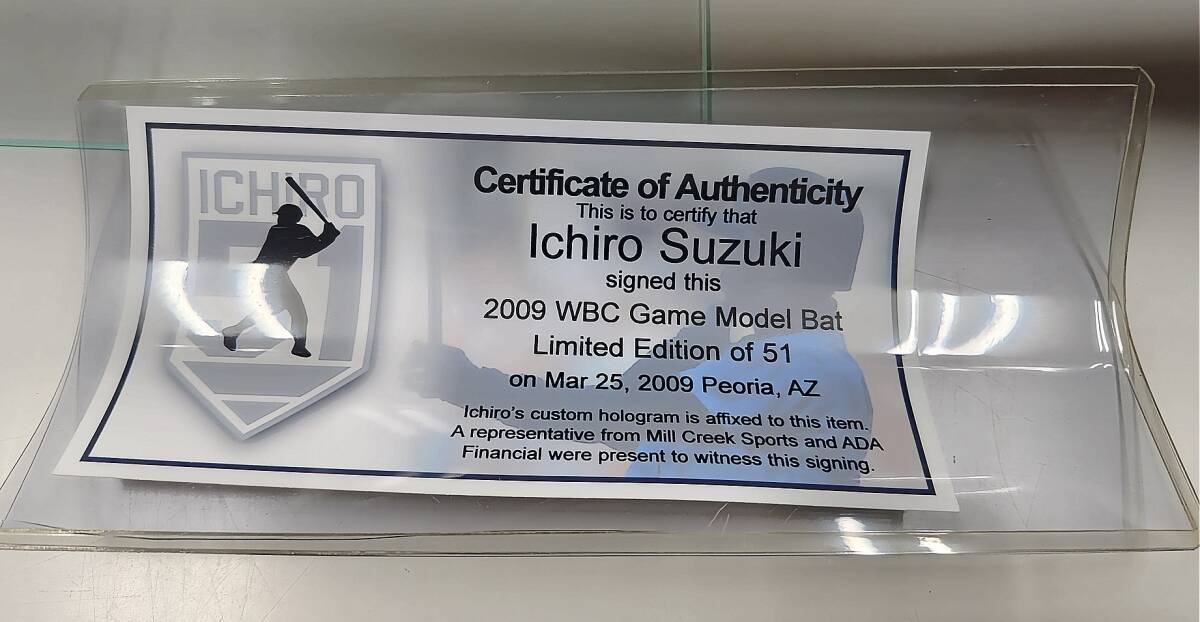 ICHIRO
51
Certificate of Authenticity
This is to certify that
Ichiro Suzuki
signed this
2009 WBC Game Model Bat
Limited Edition of 51
on Mar 25, 2009 Peoria, AZ
Ichiro's custom hologram is affixed to this item.
A representative from Mill Creek Sports and ADA
Financial were present to witness this signing.